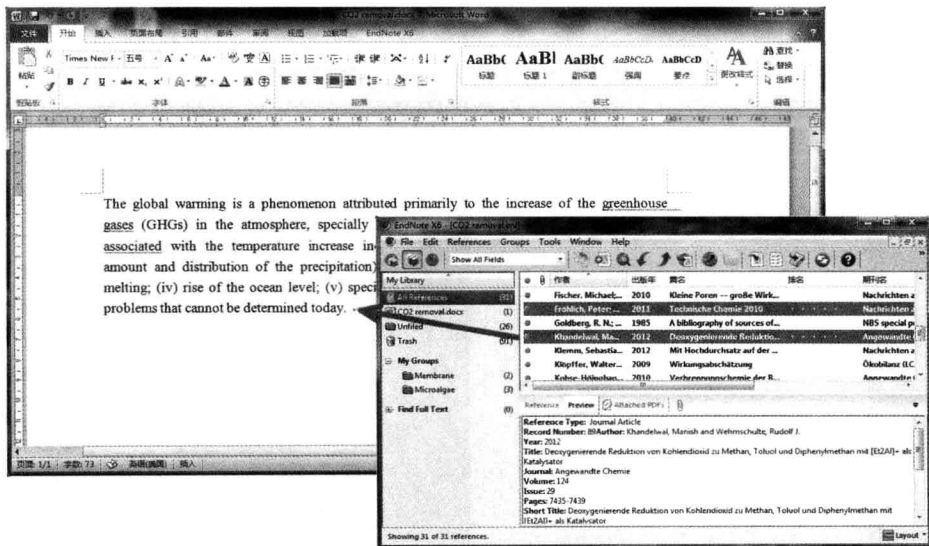 CO2 removal.docx - Microsoft Word
文件 开始 插入 页面布局 引用 邮件 审阅 视图 加载项 EndNote X6
Times New F 五号
AaBbC AaBl AaBbC AaBbCcD AaBbCcD
粘贴 标题 标题 1 副标题 强调 要点 更改样式
查找
替换
选择
剪贴板 字体 段落 样式 编辑
The global warming is a phenomenon attributed primarily to the increase of the greenhouse
gases (GHGs) in the atmosphere, specially
associated with the temperature increase in
amount and distribution of the precipitation)
melting; (iv) rise of the ocean level; (v) speci
problems that cannot be determined today.
页面: 1/1 字数: 73 英语(美国) 插入
EndNote X6 - [CO2 removal.enl]
File Edit References Groups Tools Window Help
Show All Fields
My Library 作者 出版年 篇名 排名 期刊名
All References (31) Fischer, Michael;... 2010 Kleine Poren — große Wirk... Nachrichten a
CO2 removal.docx (1) Frohlich, Peter;... 2011 Technische Chemie 2010 Nachrichten a
Unfiled (26) Goldberg, R. N.; ... 1985 A bibliography of sources of... NBS special p
Trash Khandelwal, Ma... 2012 Deoxygenierende Reduktio... Angewandte
Klemm, Sebastia... 2012 Mit Hochdurchsatz auf der ... Nachrichten a
My Groups Klöpffer, Walter... 2009 Wirkungsabschätzung Ökobilanz (LC
Membrane (2) 2010 Verbrennungschemie der B...
Microalgae (3)
Find Full Text (0)
Reference Preview Attached PDFs
Reference Type: Journal Article
Record Number: 89Author: Khandelwal, Manish and Wehmschulte, Rudolf J.
Year: 2012
Title: Deoxygenierende Reduktion von Kohlendioxid zu Methan, Toluol und Diphenylmethan mit [Et2Al]+ als
Katalysator
Journal: Angewandte Chemie
Volume: 124
Issue: 29
Pages: 7435-7439
Short Title: Deoxygenierende Reduktion von Kohlendioxid zu Methan, Toluol und Diphenylmethan mit
[Et2Al]+ als Katalysator
Showing 31 of 31 references. Layout